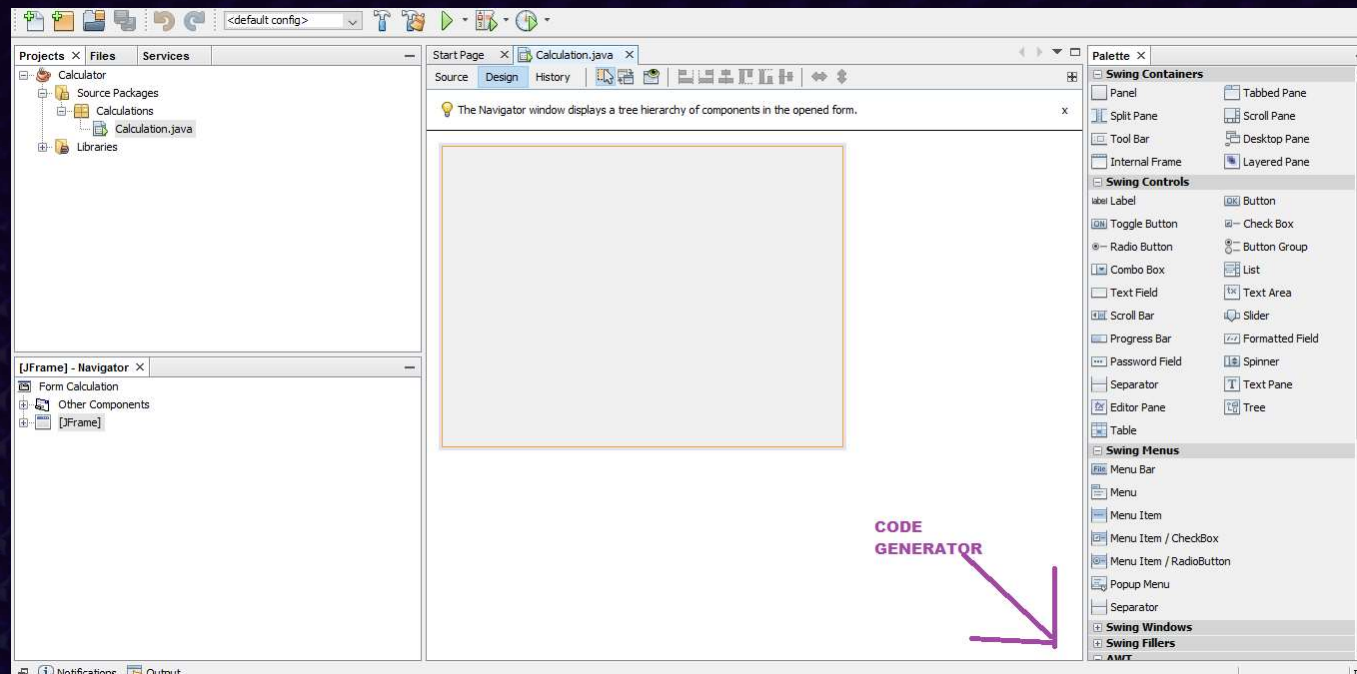 <default config>
Projects Files Services
Calculator
Source Packages
Calculations
Calculation.java
Libraries
[JFrame] - Navigator
Form Calculation
Other Components
[JFrame]
Start Page Calculation.java
Source Design History
The Navigator window displays a tree hierarchy of components in the opened form. x
CODE
GENERATOR
Palette
Swing Containers
Panel Tabbed Pane
Split Pane Scroll Pane
Tool Bar Desktop Pane
Internal Frame Layered Pane
Swing Controls
label Label OK Button
ON Toggle Button Check Box
Radio Button Button Group
Combo Box List
Text Field Text Area
Scroll Bar Slider
Progress Bar Formatted Field
Password Field Spinner
Separator T Text Pane
Editor Pane Tree
Table
Swing Menus
File Menu Bar
Menu
Menu Item
Menu Item / CheckBox
Menu Item / RadioButton
Popup Menu
Separator
Swing Windows
Swing Fillers
AWT
Notifications Output